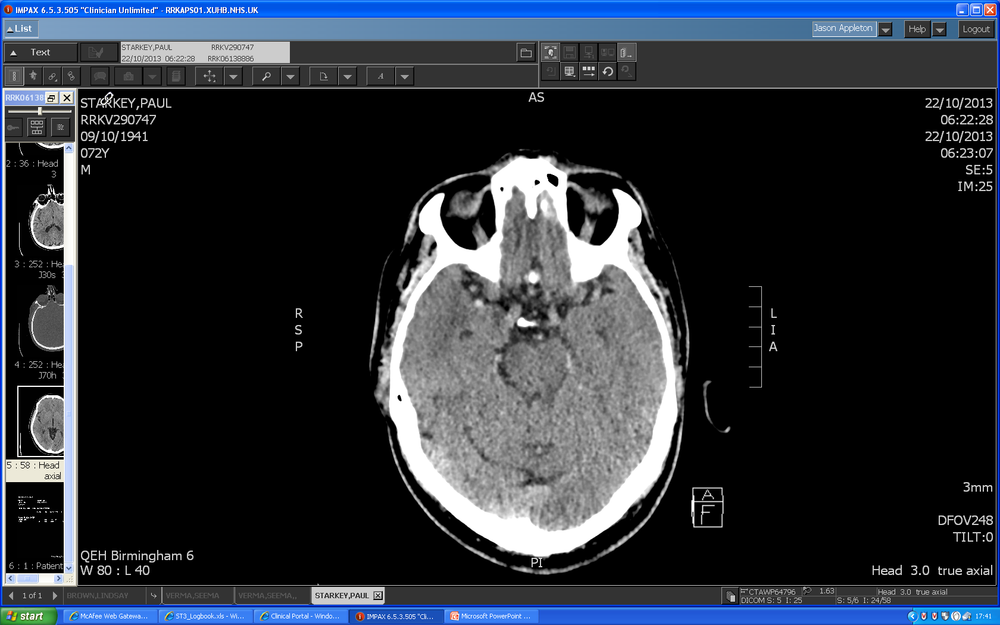 IMPAX 6.5.3.505 "Clinician Unlimited" - RRKAPS01.XUHB.NHS.UK
List
Jason Appleton
Help
Logout
Text
STARKEY,PAUL RRKV290747
22/10/2013 06:22:28 RRK06138886
A
RRK06138
STARKEY,PAUL
RRKV290747
09/10/1941
072Y
M
AS
22/10/2013
06:22:28
22/10/2013
06:23:07
SE:5
IM:25
2 : 36 : Head
3
3 : 252 : Hea
J30s 3
4 : 252 : Hea
J70h 3
5 : 58 : Head
axial
6 : 1 : Patient
R
S
P
L
I
A
A
F
3mm
DFOV248
TILT:0
QEH Birmingham 6
W 80 : L 40
PI
Head 3.0 true axial
1 of 1
BROWN,LINDSAY
VERMA,SEEMA
VERMA,SEEMA,,
STARKEY,PAUL
CTAWP64796 1.63 Head 3.0 true axial
DICOM S: 5 I: 25 S: 5/6 I: 24/58
start
McAfee Web Gatewa...
ST3_Logbook.xls - Wi...
Clinical Portal - Windo...
IMPAX 6.5.3.505 "Cli...
Microsoft PowerPoint ...
17:41